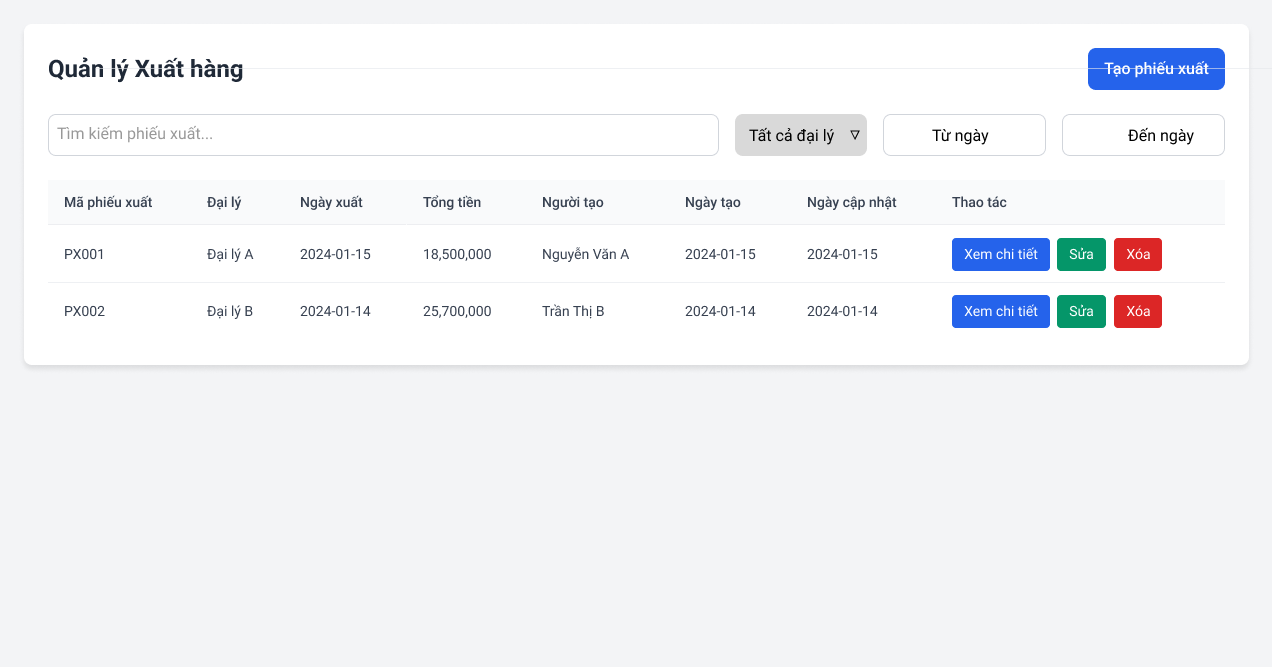 Quản lý Xuất hàng
Tạo phiếu xuất
Tìm kiếm phiếu xuất...
Tất cả đại lý
Từ ngày
Đến ngày
Mã phiếu xuất Đại lý Ngày xuất Tổng tiền Người tạo Ngày tạo Ngày cập nhật Thao tác
PX001 Đại lý A 2024-01-15 18,500,000 Nguyễn Văn A 2024-01-15 2024-01-15 Xem chi tiết Sửa Xóa
PX002 Đại lý B 2024-01-14 25,700,000 Trần Thị B 2024-01-14 2024-01-14 Xem chi tiết Sửa Xóa